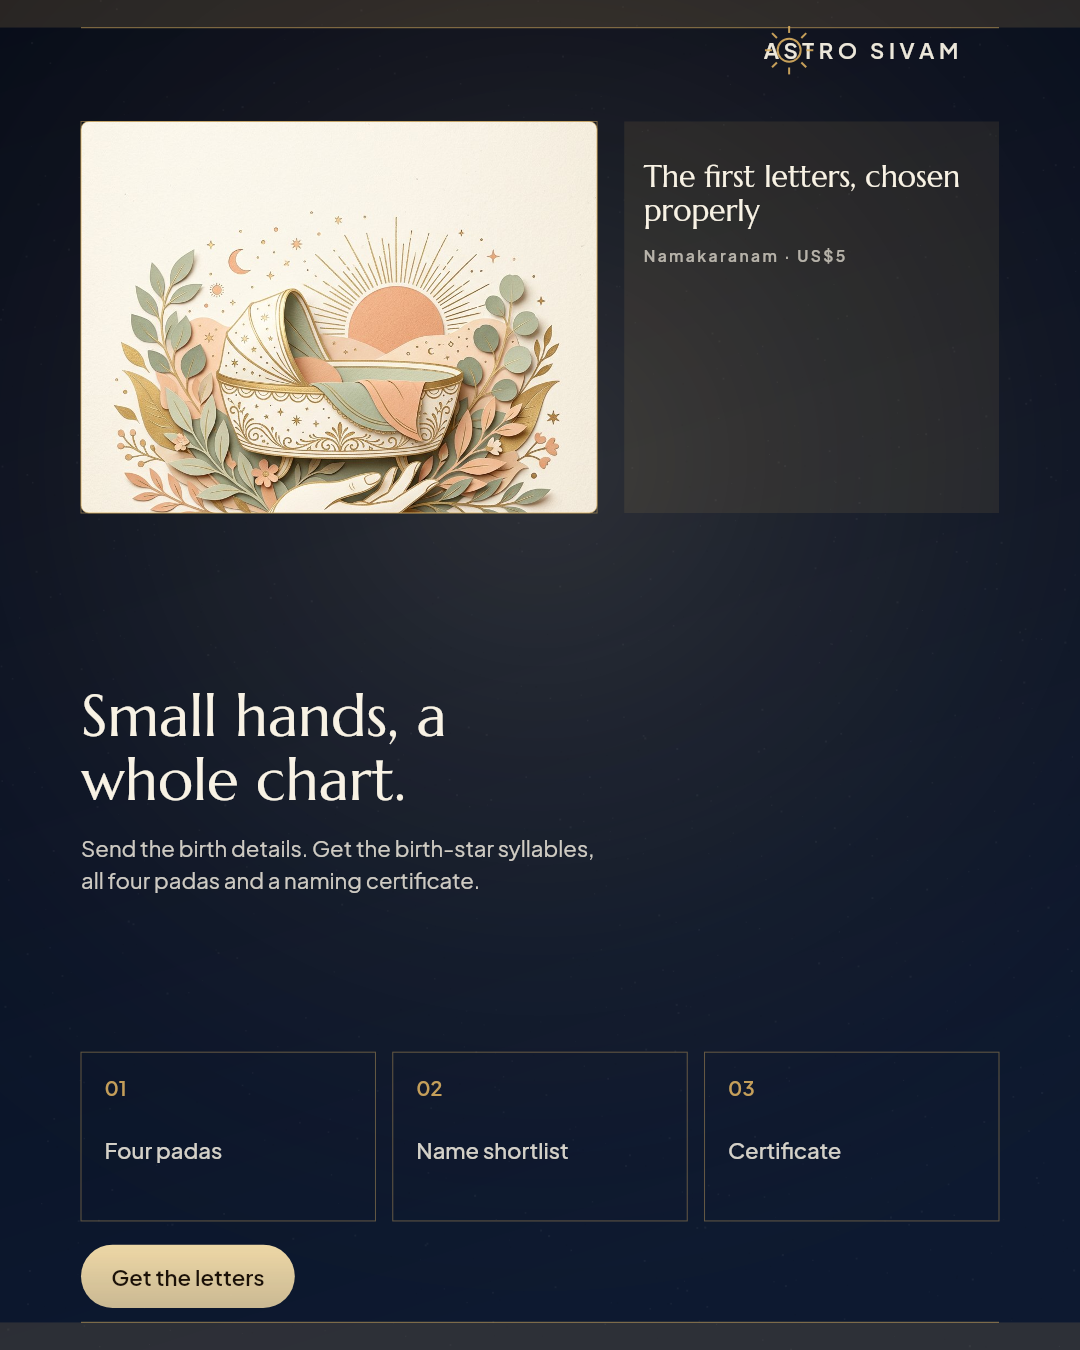 ASTRO SIVAM
The first letters, chosen
properly
Namakaranam · US$5
Small hands, a
whole chart.
Send the birth details. Get the birth-star syllables,
all four padas and a naming certificate.
01
Four padas
02
Name shortlist
03
Certificate
Get the letters